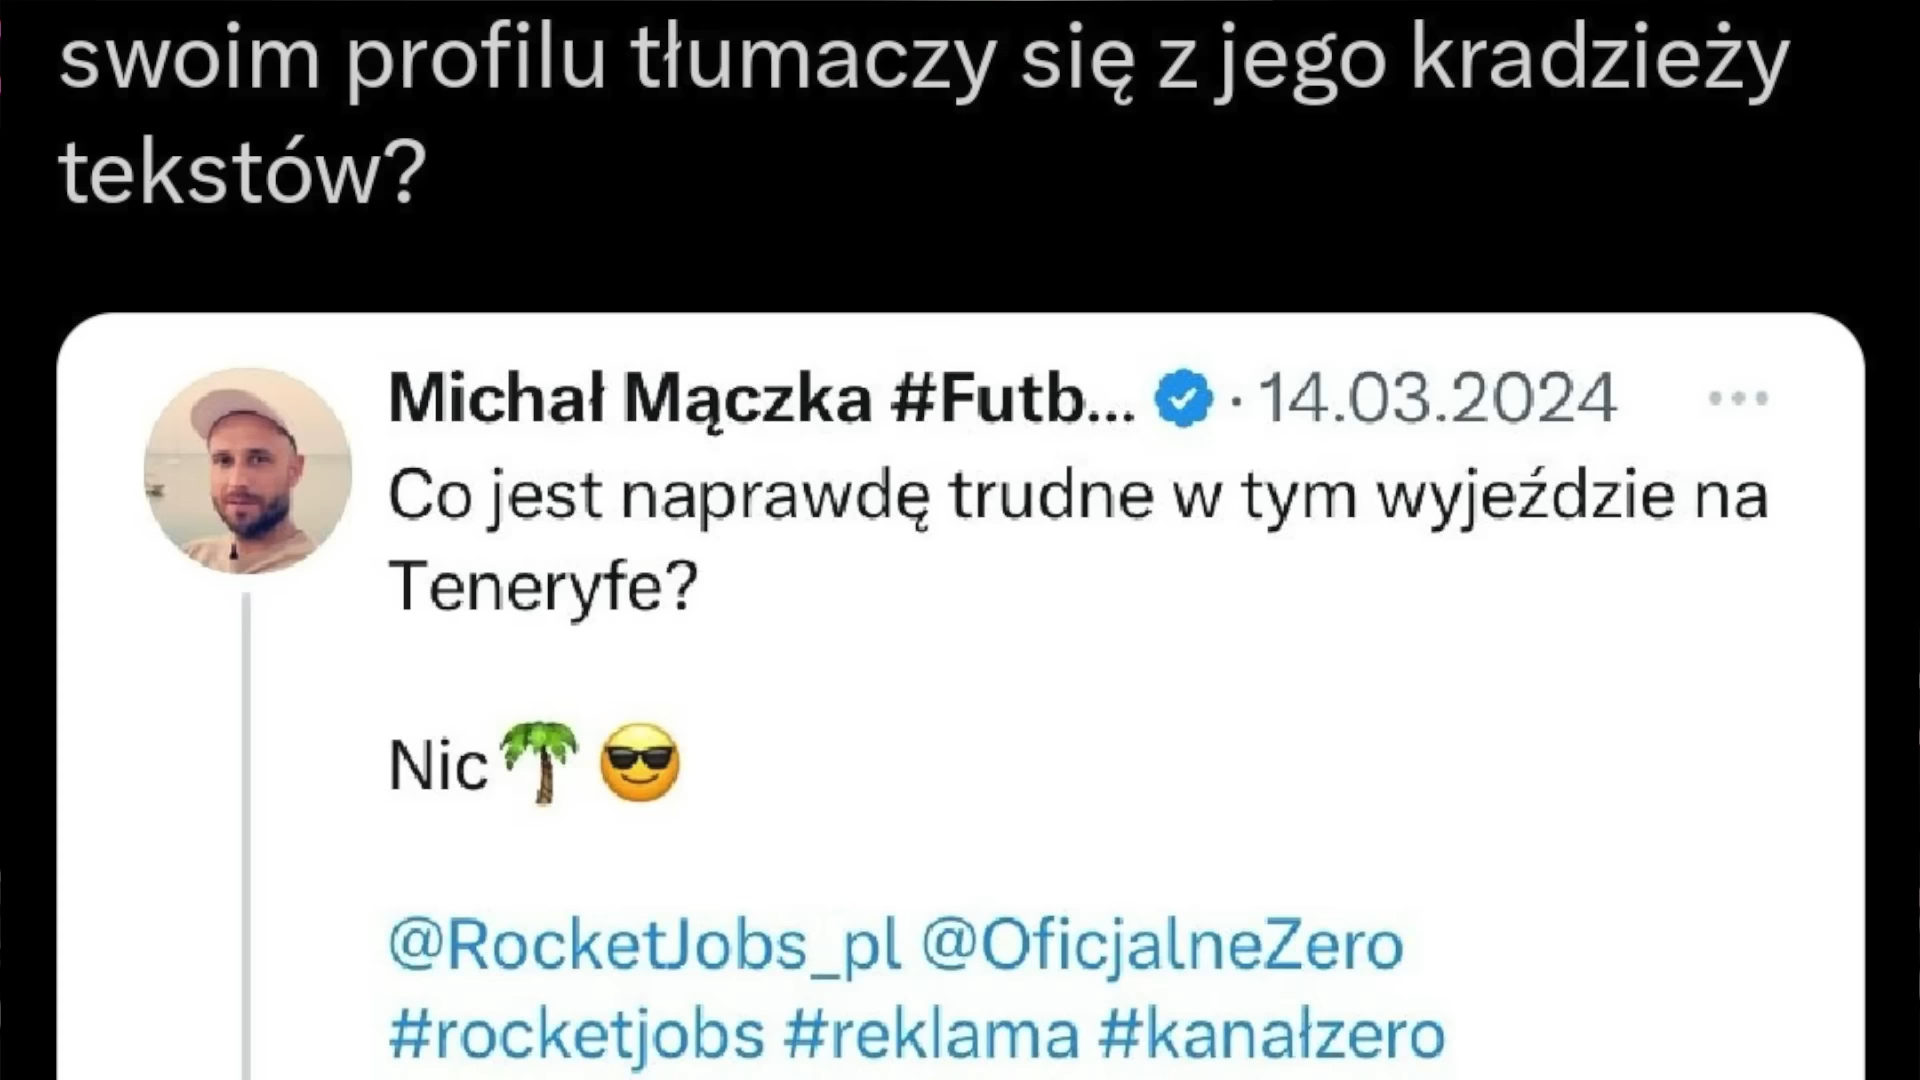 swoim profilu tłumaczy się z jego kradzieży
tekstów?
Michał Mączka #Futb... · 14.03.2024
Co jest naprawdę trudne w tym wyjeździe na
Teneryfe?
Nic🌴😎
@RocketJobs_pl @OficjalneZero
#rocketjobs #reklama #kanałzero